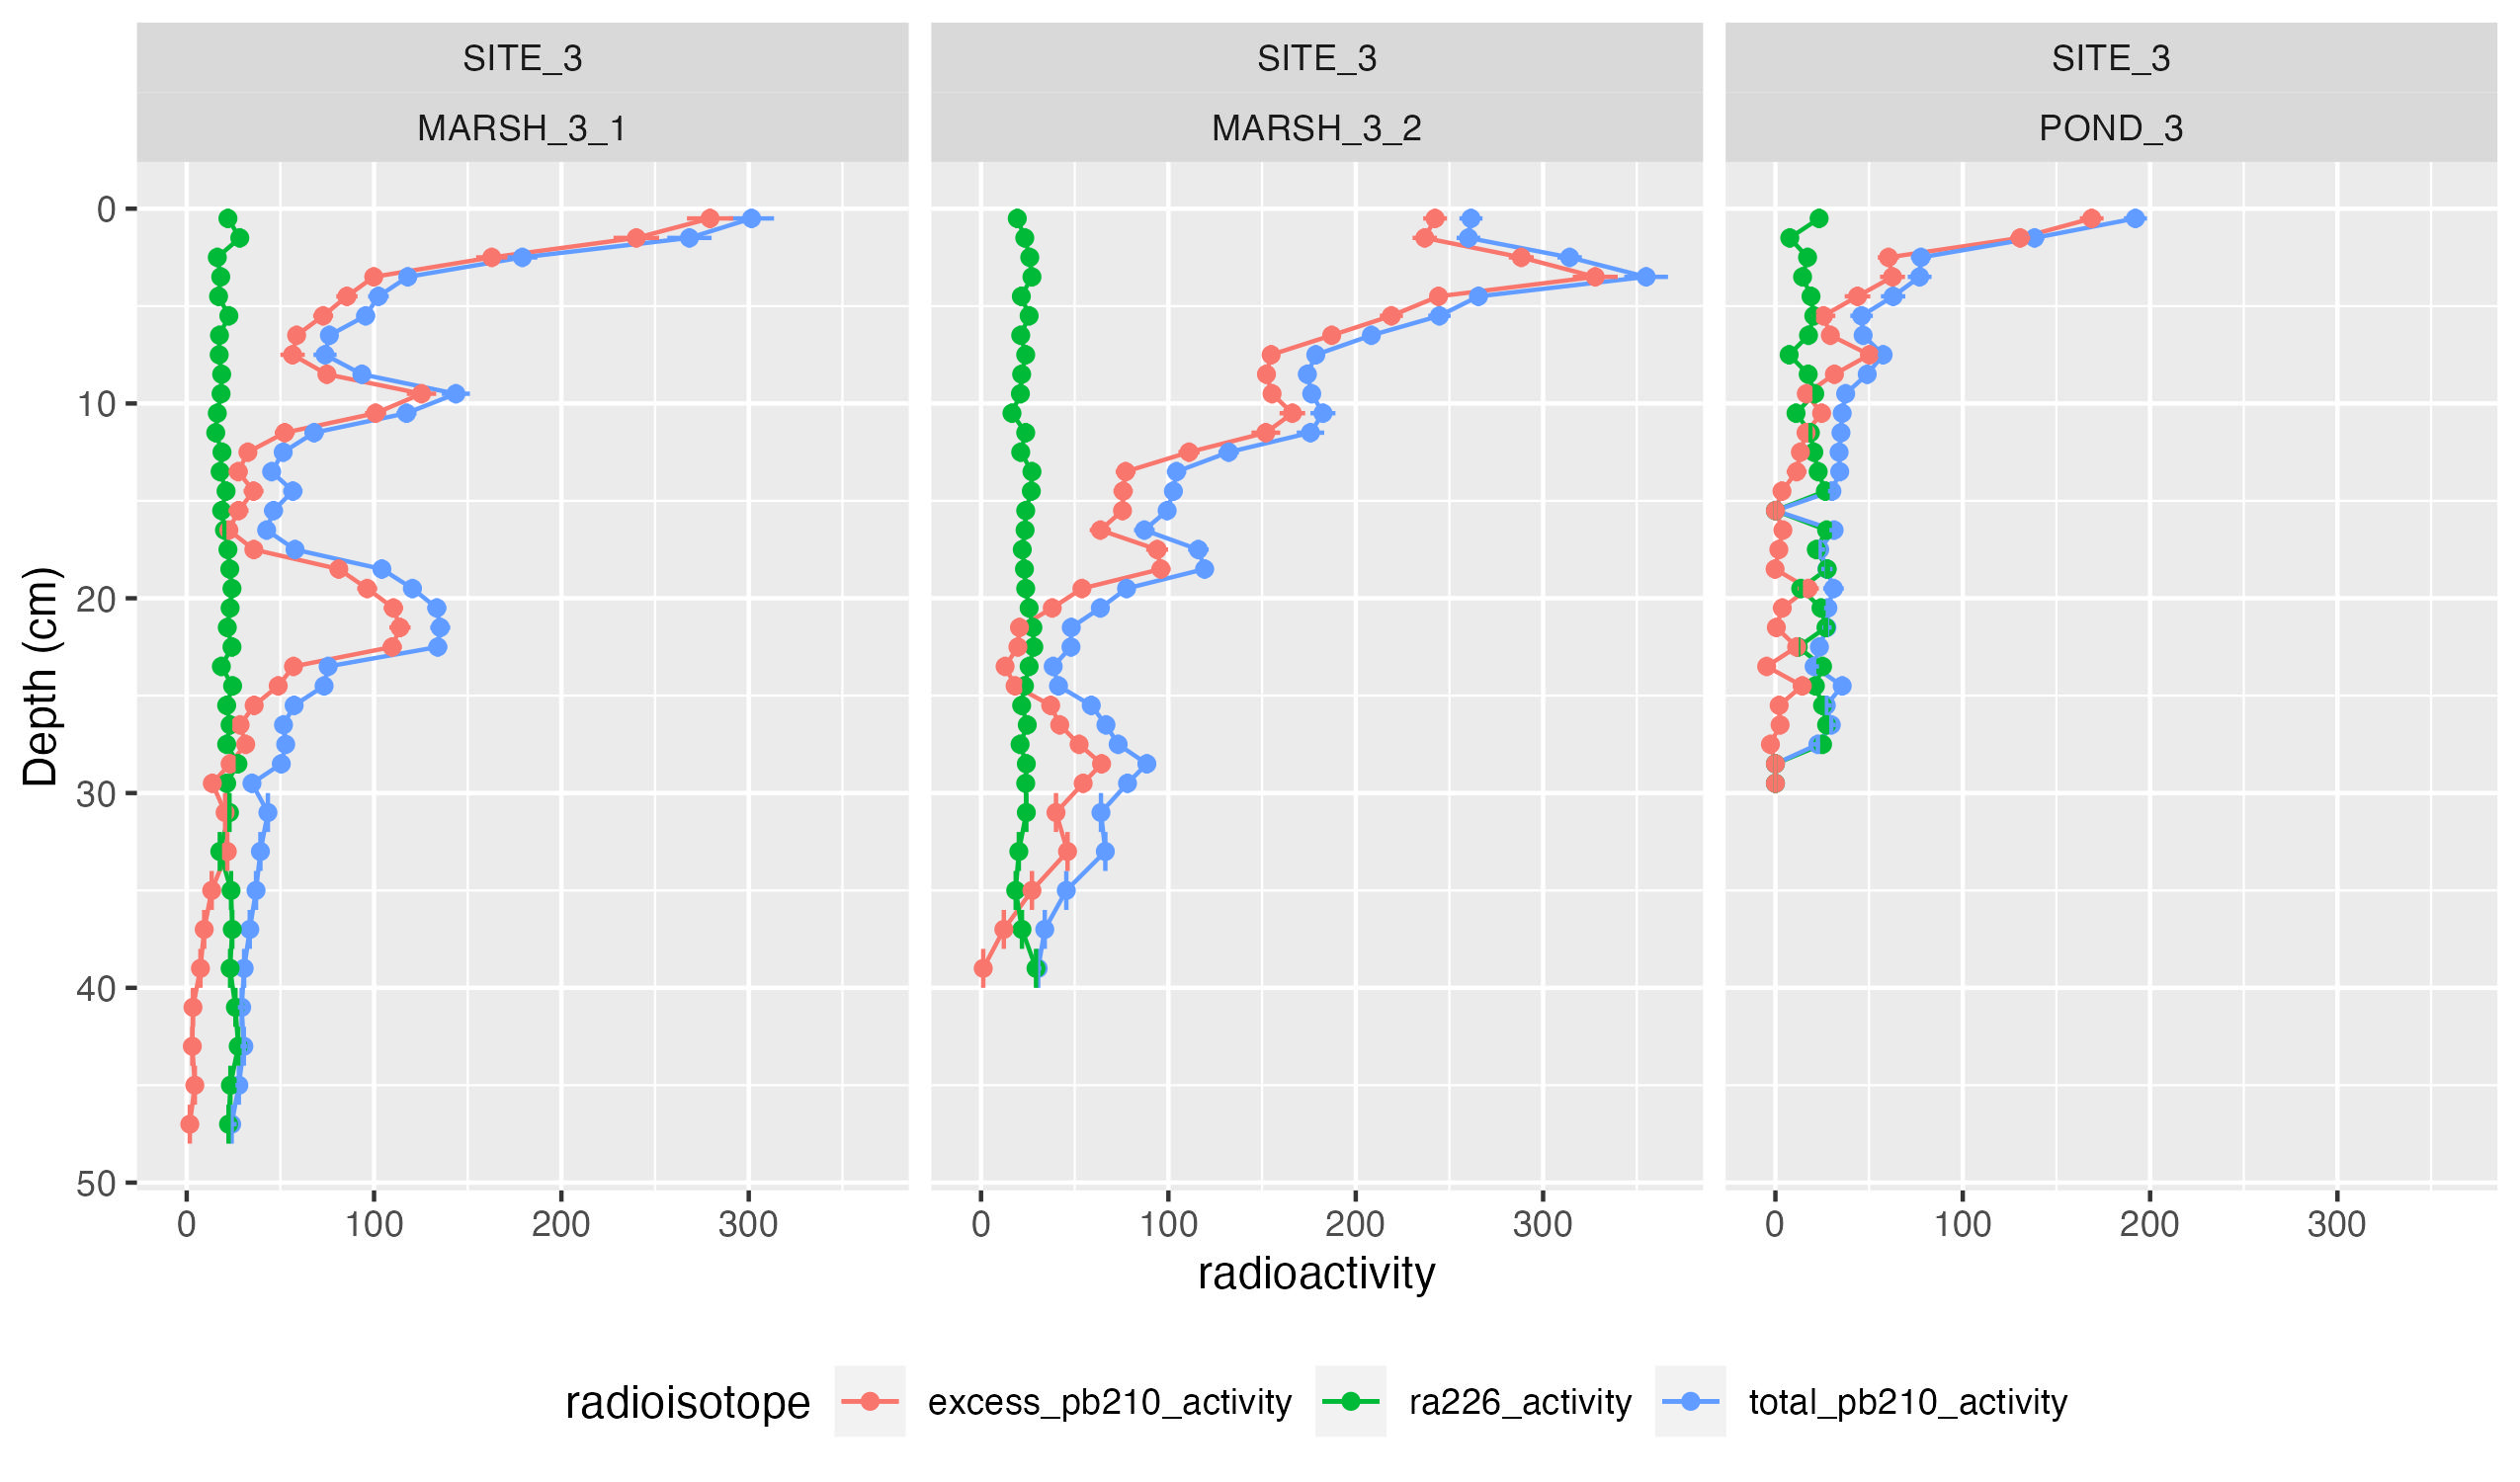 SITE_3 SITE_3 SITE_3
MARSH_3_1 MARSH_3_2 POND_3
Depth (cm)
0
10
20
30
40
50
0 100 200 300 0 100 200 300 0 100 200 300
radioactivity
radioisotope excess_pb210_activity ra226_activity total_pb210_activity